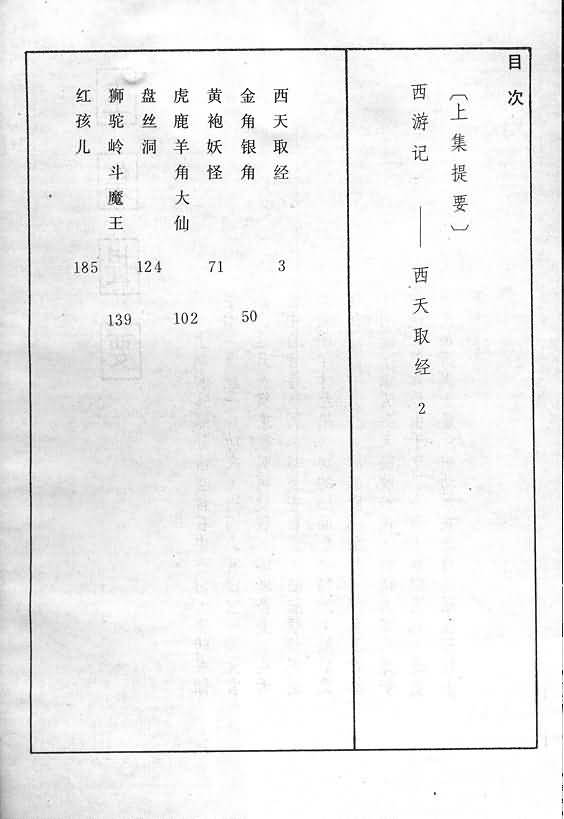 目次
〔上集提要〕
西游记 —— 西天取经 2
西天取经 3
金角银角 50
黄袍妖怪 71
虎鹿羊角大仙 102
盘丝洞 124
狮驼岭斗魔王 139
红孩儿 185